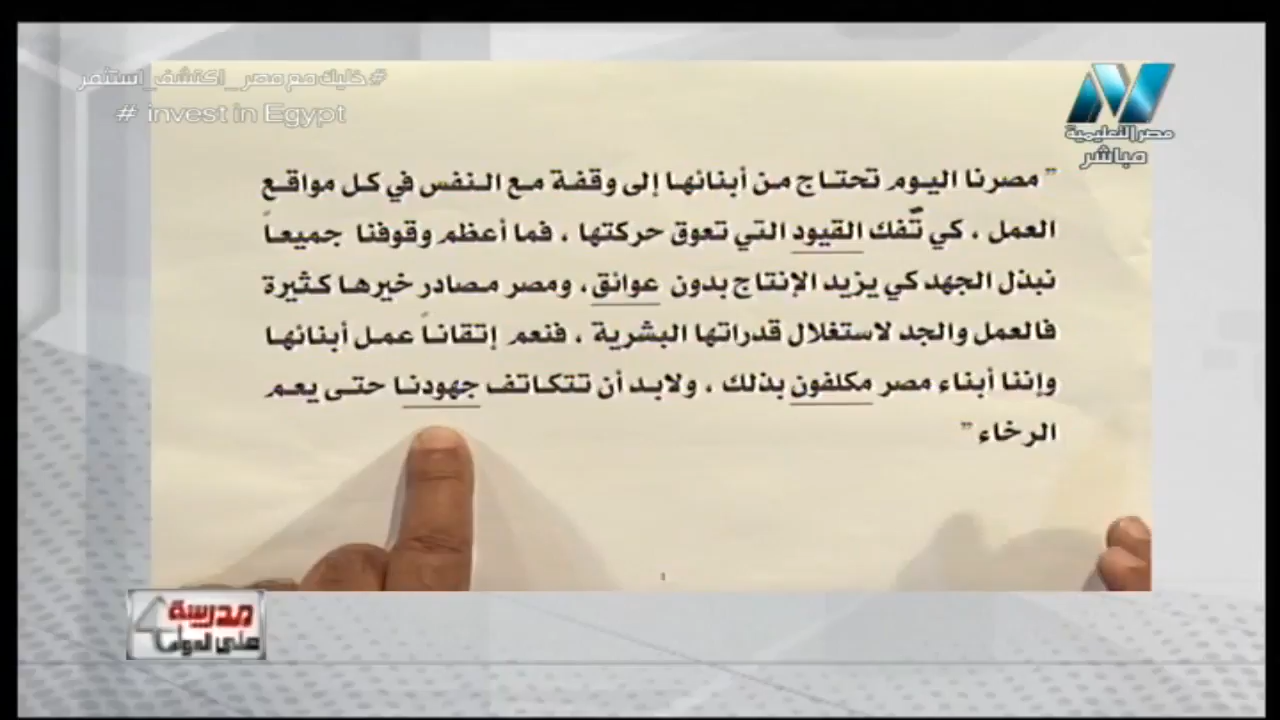 #خليك مع مصر_اكتشف_استثمر
# invest in Egypt
مصر التعليمية
مباشر
" مصرنا اليوم تحتاج من أبنائها إلى وقفة مع النفس في كل مواقع
العمل ، كي تُفك القيود التي تعوق حركتها ، فما أعظم وقوفنا جميعاً
نبذل الجهد كي يزيد الإنتاج بدون عوائق ، ومصر مصادر خيرها كثيرة
فالعمل والجد لاستغلال قدراتها البشرية ، فنعم إتقاناً عمل أبنائها
وإننا أبناء مصر مكلفون بذلك ، ولابد أن تتكاتف جهودنا حتى يعم
الرخاء "
مدرسة
على الهواء